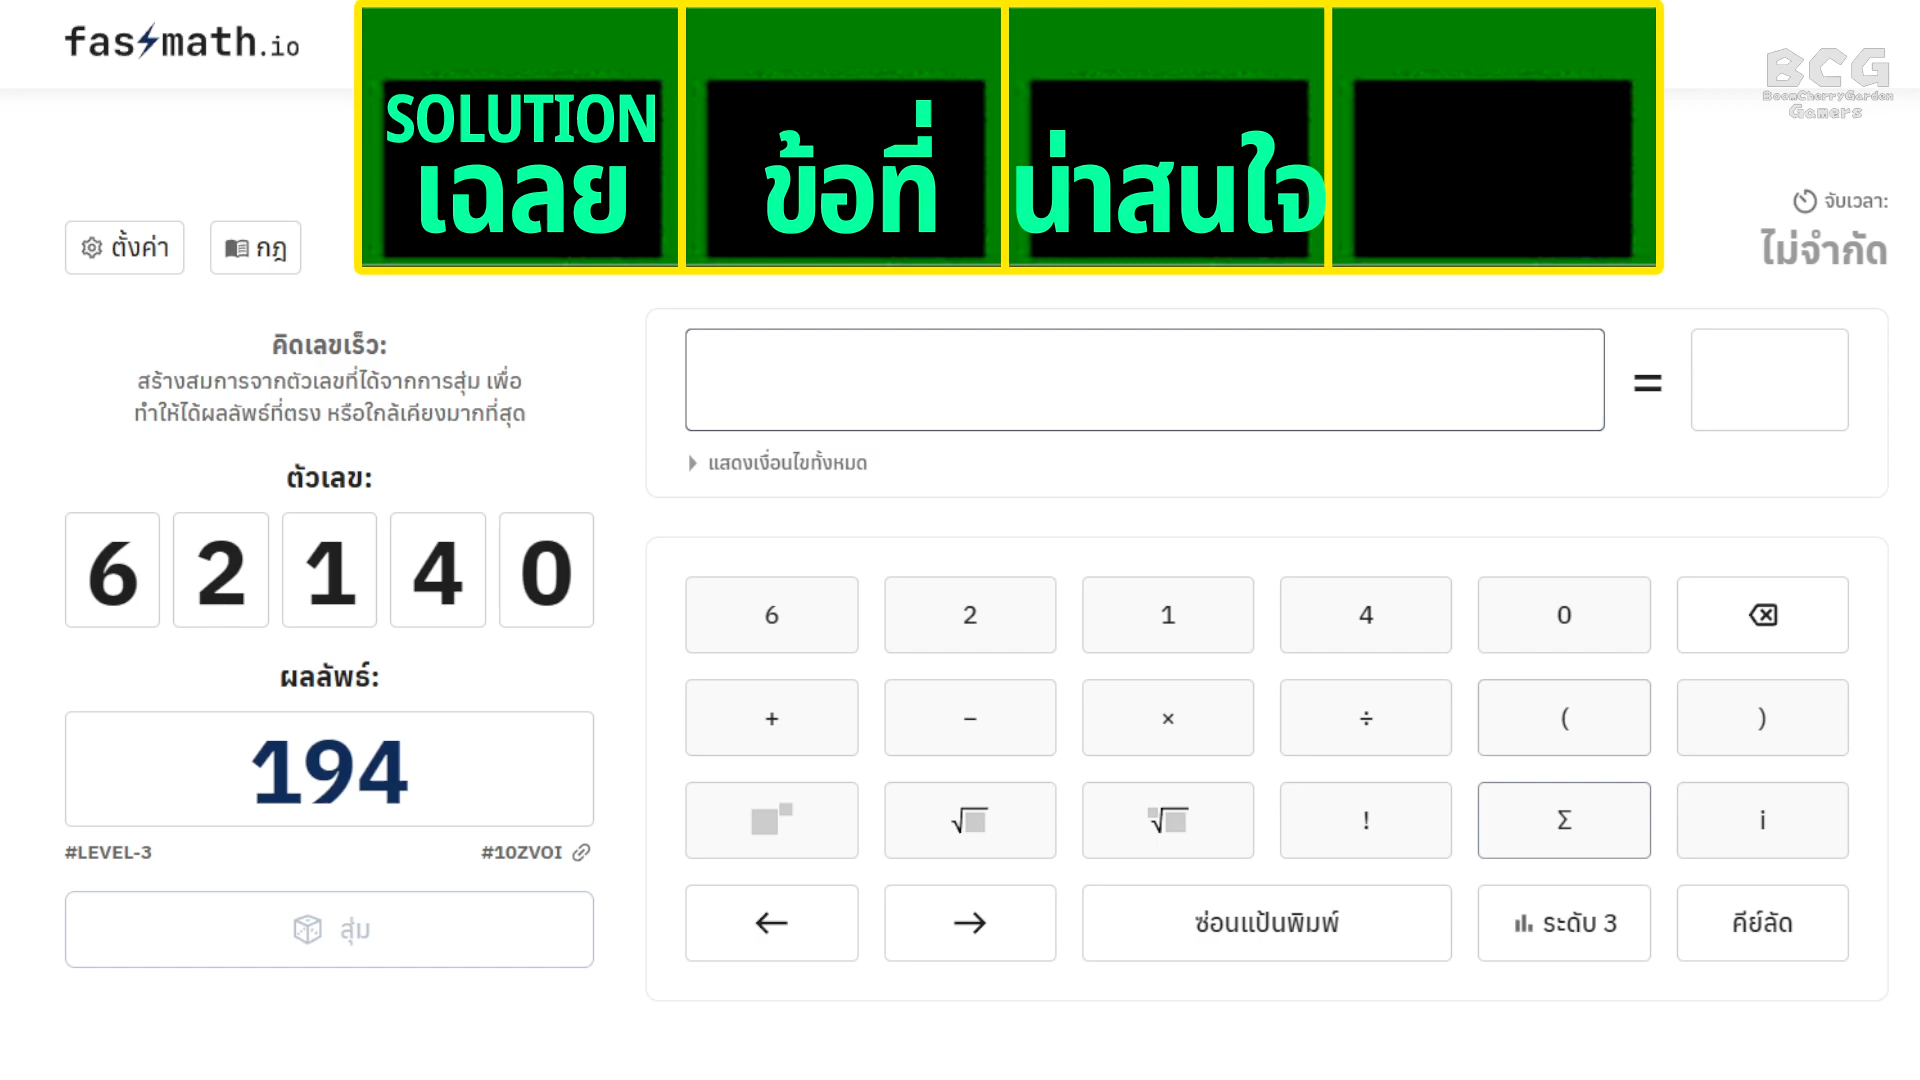 fasmath.io
SOLUTION
เฉลย ข้อที่ น่าสนใจ
BCG
BoomCherryGarden
Gamers
ตั้งค่า
กฎ
จับเวลา:
ไม่จำกัด
คิดเลขเร็ว:
สร้างสมการจากตัวเลขที่ได้จากการสุ่ม เพื่อ
ทำให้ได้ผลลัพธ์ที่ตรง หรือใกล้เคียงมากที่สุด
=
แสดงเงื่อนไขทั้งหมด
ตัวเลข:
6 2 1 4 0
ผลลัพธ์:
194
#LEVEL-3 #10ZVOI
สุ่ม
6 2 1 4 0
+ − × ÷ ( )
√ √ ! Σ i
← → ซ่อนแป้นพิมพ์ ระดับ 3 คีย์ลัด